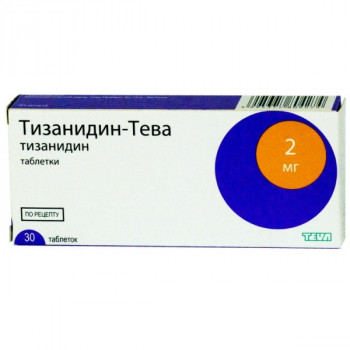 Тизанидин-Тева
тизанидин
таблетки
2
мг
ПО РЕЦЕПТУ
30 таблеток
TEVA